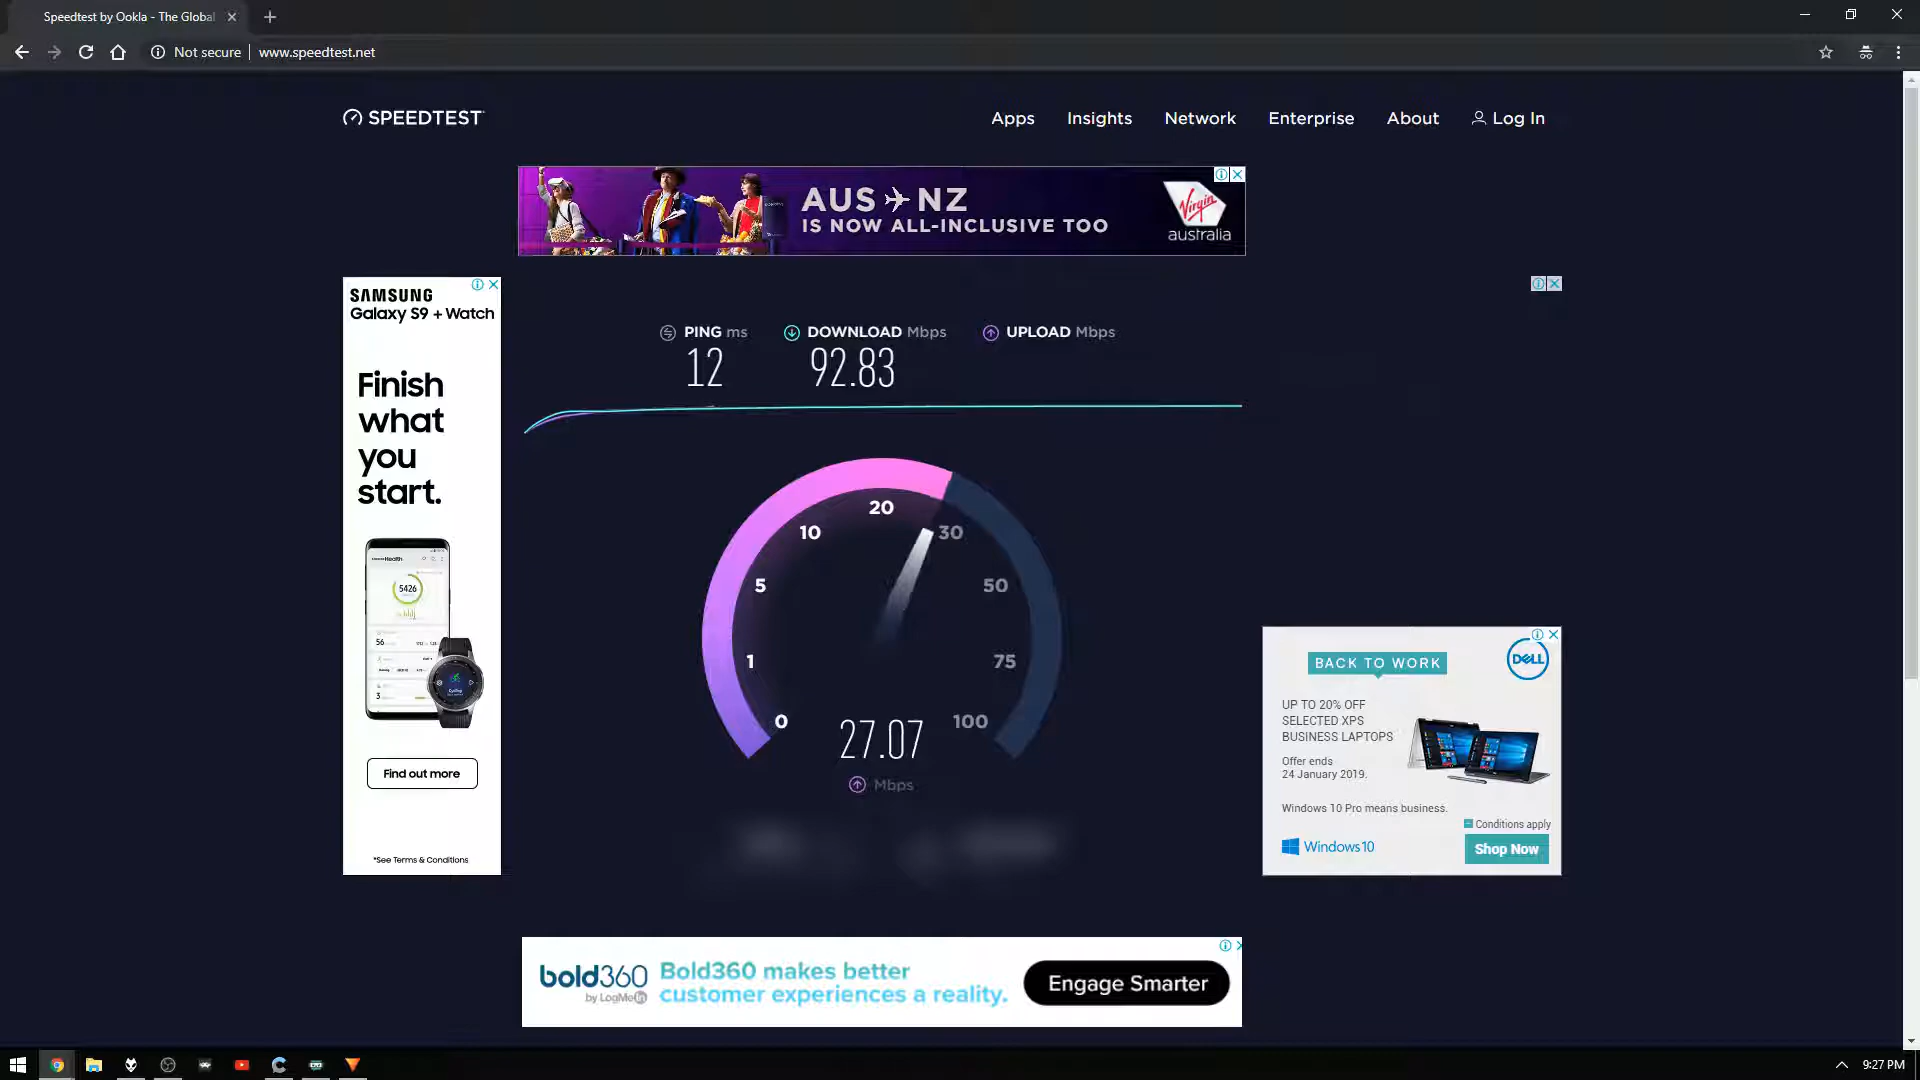 Speedtest by Ookla - The Global
Not secure
www.speedtest.net
SPEEDTEST
Apps
Insights
Network
Enterprise
About
Log In
AUS NZ
IS NOW ALL-INCLUSIVE TOO
Virgin
australia
SAMSUNG
Galaxy S9 + Watch
Finish
what
you
start.
Health
5426
56
3
Find out more
*See Terms & Conditions
PING ms
12
DOWNLOAD Mbps
92.83
UPLOAD Mbps
0
1
5
10
20
30
50
75
100
27.07
Mbps
BACK TO WORK
DELL
UP TO 20% OFF
SELECTED XPS
BUSINESS LAPTOPS
Offer ends
24 January 2019.
Windows 10 Pro means business.
Conditions apply
Windows10
Shop Now
bold360
by LogMeIn
Bold360 makes better
customer experiences a reality.
Engage Smarter
9:27 PM